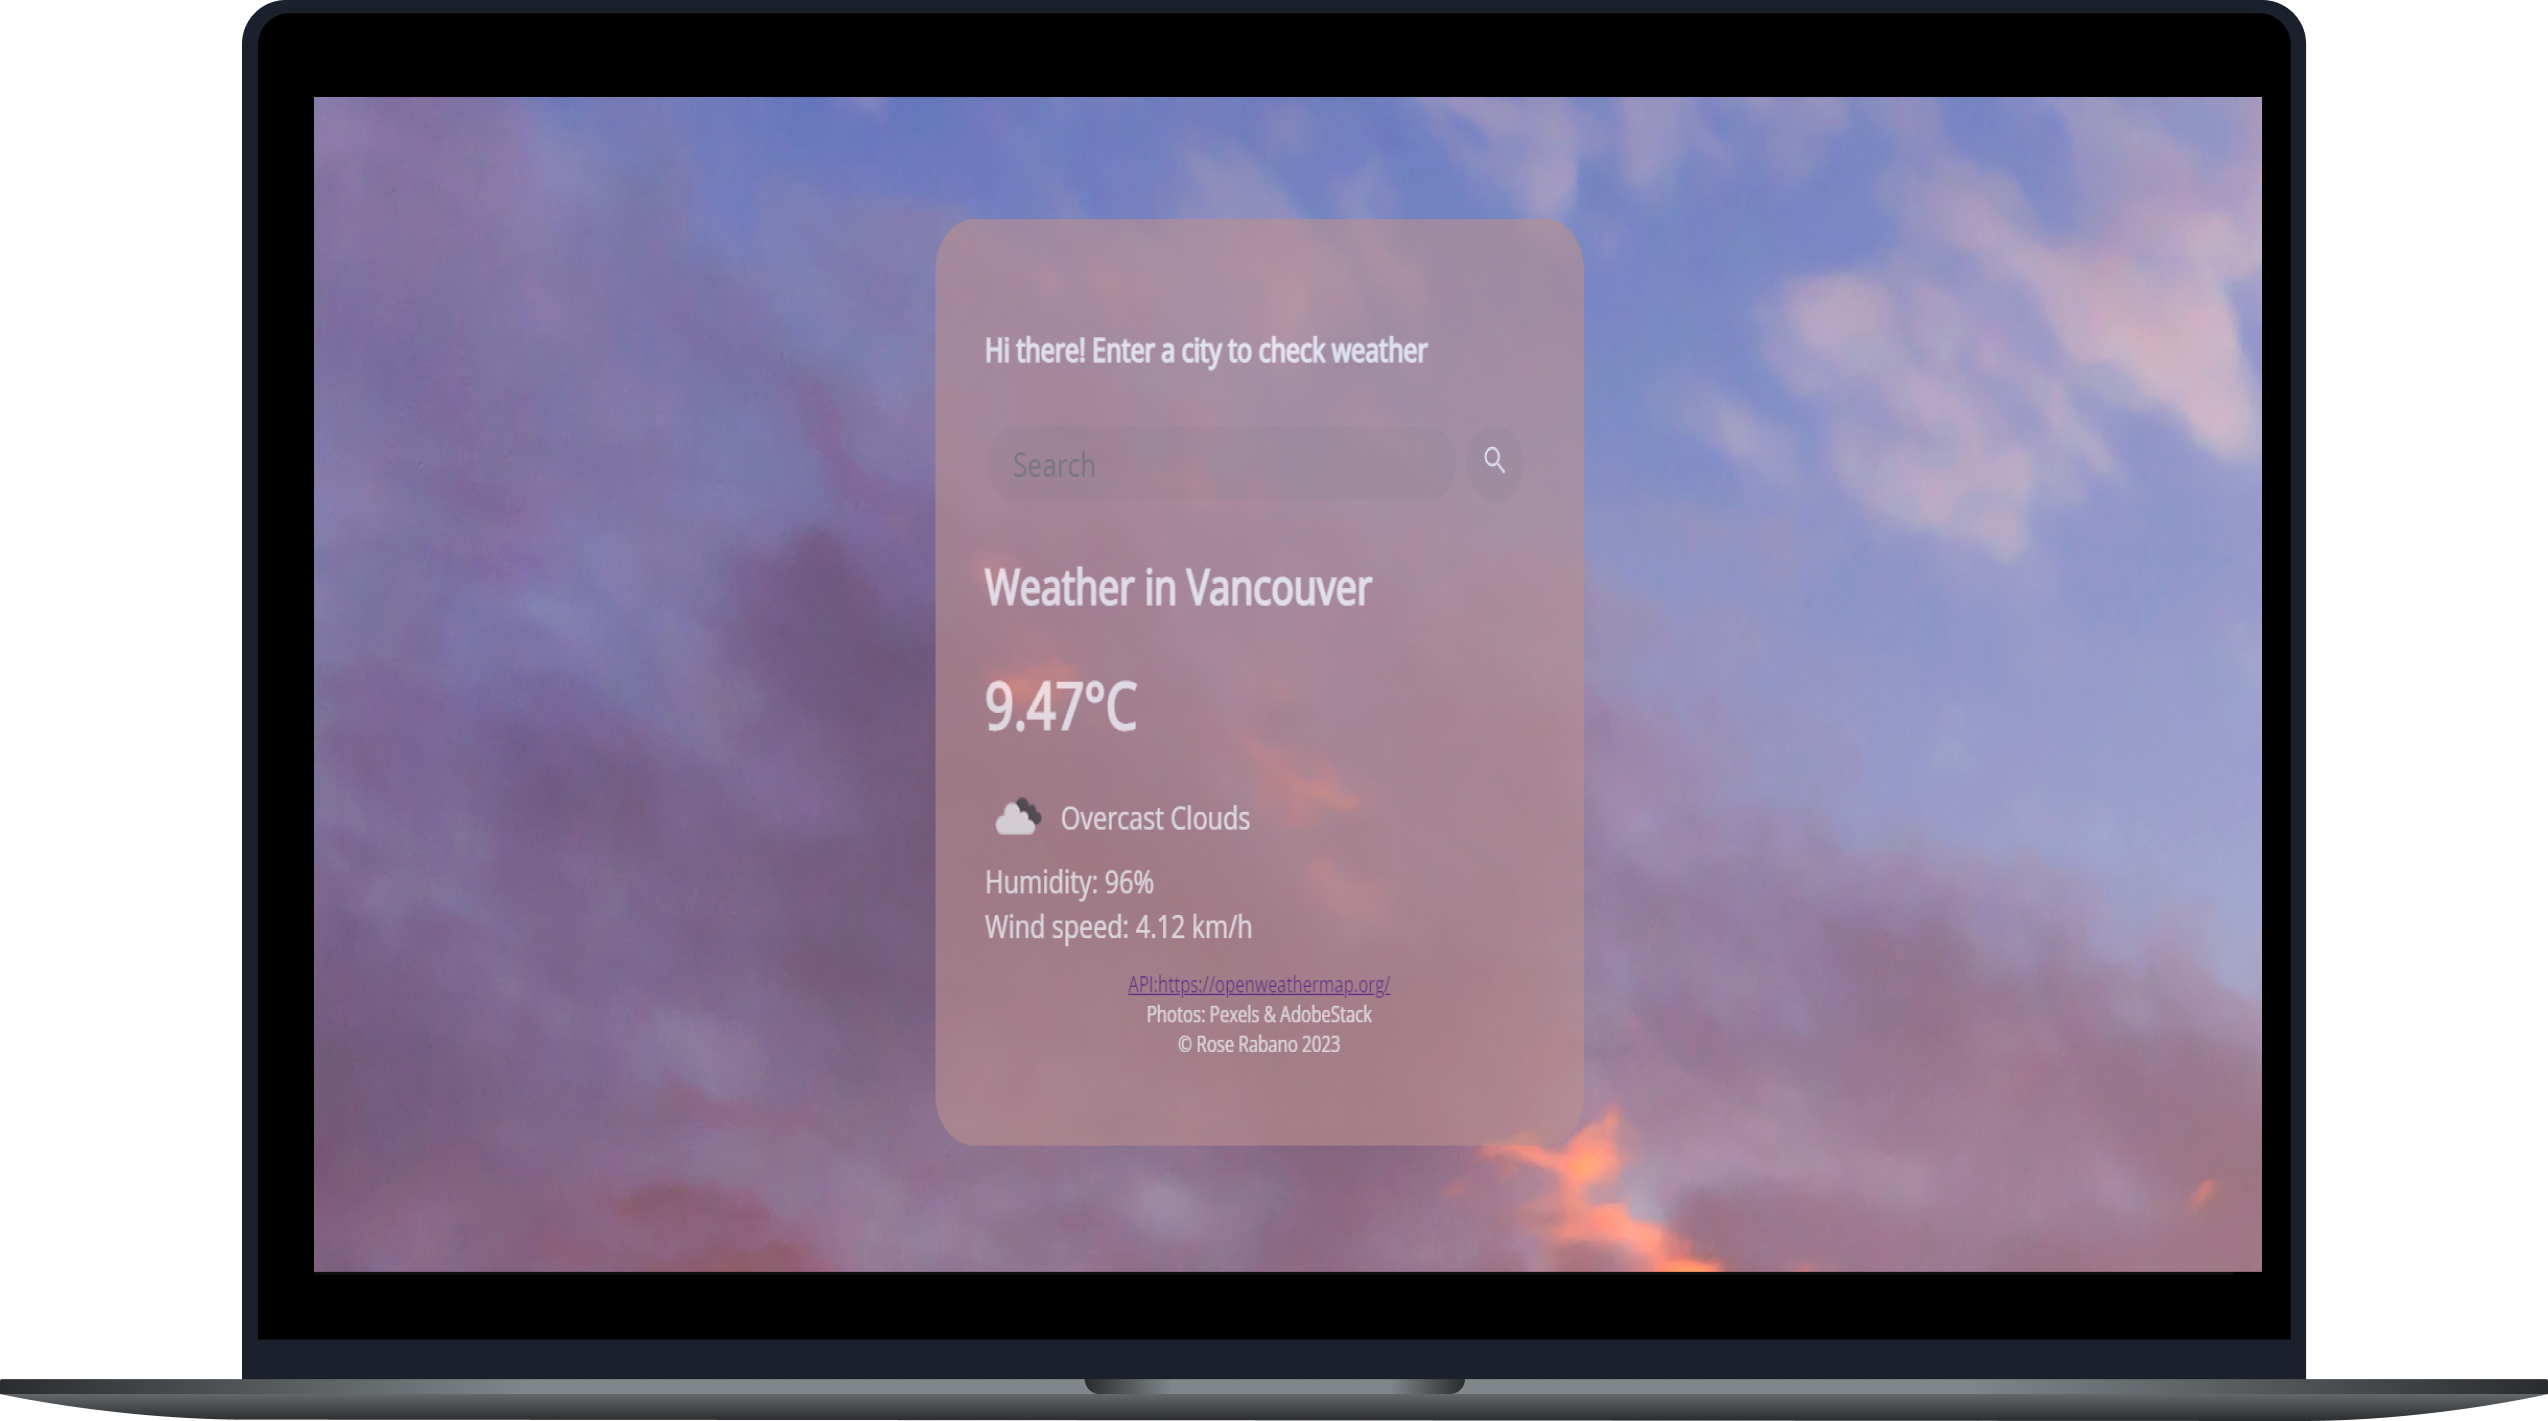 Hi there! Enter a city to check weather
Search
Weather in Vancouver
9.47°C
Overcast Clouds
Humidity: 96%
Wind speed: 4.12 km/h
API:https://openweathermap.org/
Photos: Pexels & AdobeStack
© Rose Rabano 2023